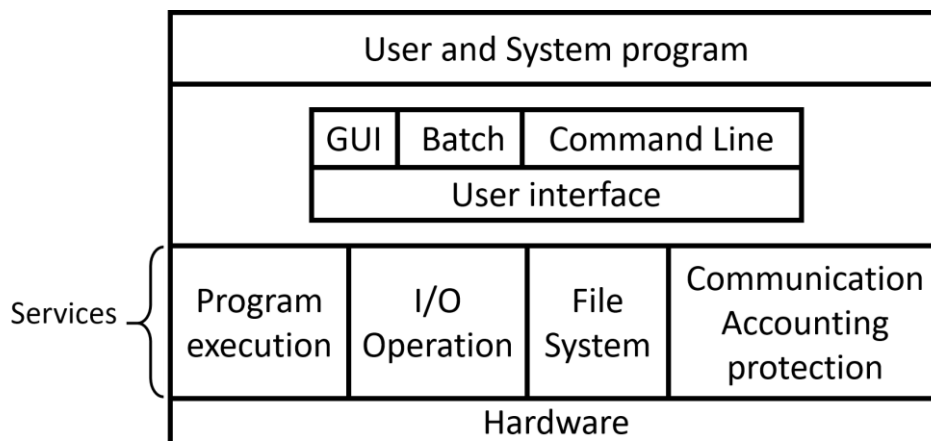 User and System program
GUI Batch Command Line
User interface
Services
Program
execution
I/O
Operation
File
System
Communication
Accounting
protection
Hardware